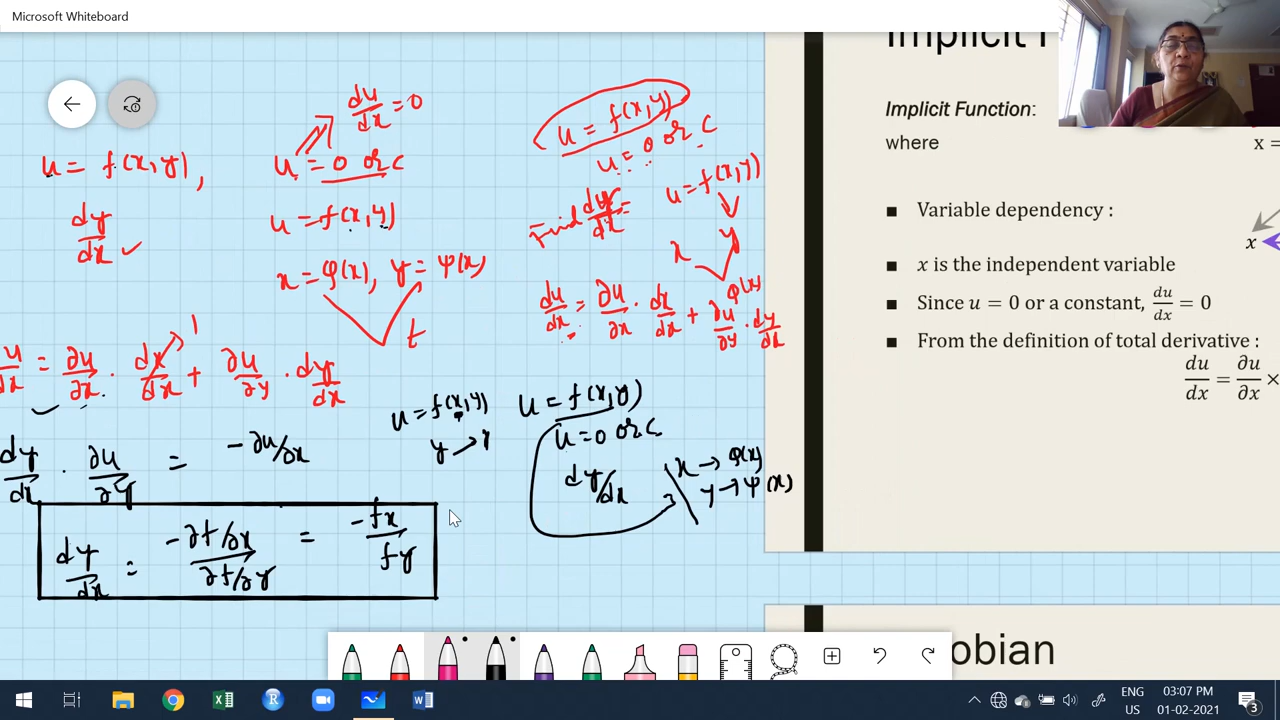 Microsoft Whiteboard
du/dx = 0
u = f(x,y),
u = 0 or c
dy/dx ✓
u = f(x,y)
x = φ(x), y = ψ(x)
t
1
u/dx = ∂u/∂x · dx/dx + ∂u/∂y · dy/dx
dy/dx · ∂u/∂y = -∂u/∂x
dy/dx = -∂f/∂x / ∂f/∂y = -fx/fy
u = f(x,y)
u = 0 or c
u = f(x,y)
Find dy/dx =
x y
φ(x)
du/dx = ∂u/∂x · dx/dx + ∂u/∂y · dy/dx
u = f(x,y)
y → x
u = f(x,y)
u = 0 or c
dy/dx
x → φ(x)
y → ψ(x)
Implicit F
Implicit Function:
where x =
■ Variable dependency :
x
■ x is the independent variable
■ Since u = 0 or a constant, du/dx = 0
■ From the definition of total derivative :
du/dx = ∂u/∂x ×
obian
ENG
US
03:07 PM
01-02-2021
3